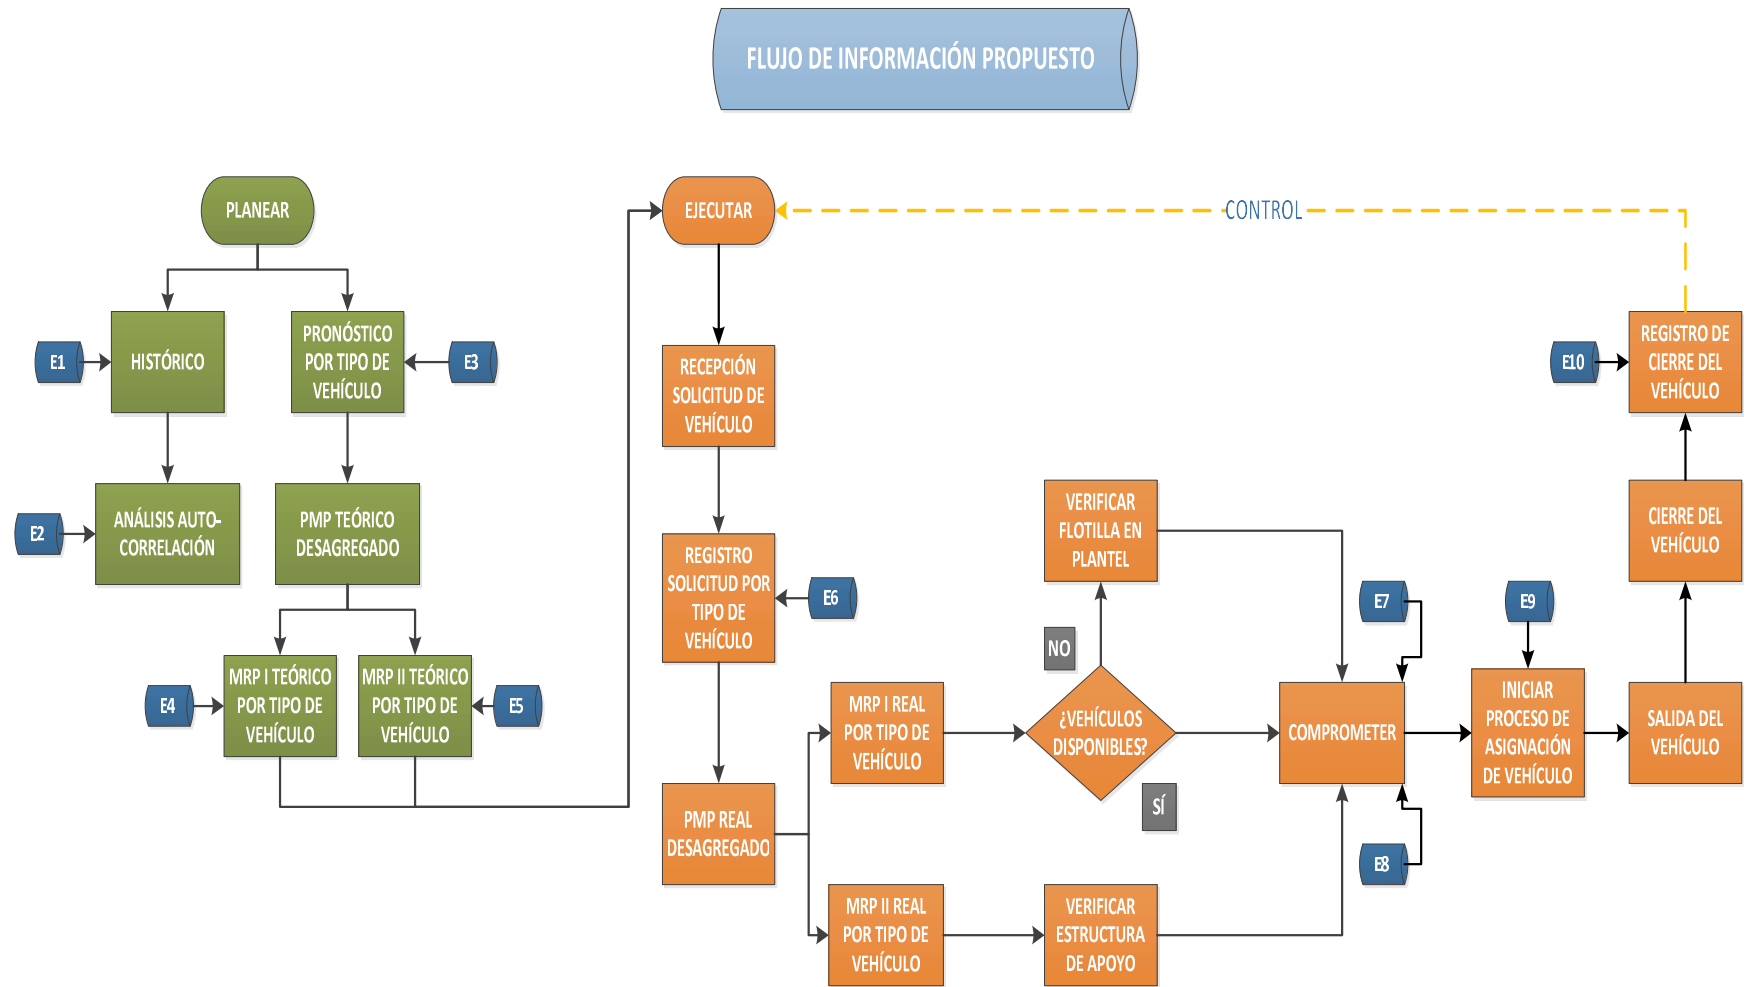 FLUJO DE INFORMACIÓN PROPUESTO
PLANEAR
E1
HISTÓRICO
PRONÓSTICO
POR TIPO DE
VEHÍCULO
E3
E2
ANÁLISIS AUTO-
CORRELACIÓN
PMP TEÓRICO
DESAGREGADO
E4
MRP I TEÓRICO
POR TIPO DE
VEHÍCULO
MRP II TEÓRICO
POR TIPO DE
VEHÍCULO
E5
EJECUTAR
CONTROL
RECEPCIÓN
SOLICITUD DE
VEHÍCULO
REGISTRO
SOLICITUD POR
TIPO DE
VEHÍCULO
E6
PMP REAL
DESAGREGADO
MRP I REAL
POR TIPO DE
VEHÍCULO
MRP II REAL
POR TIPO DE
VEHÍCULO
VERIFICAR
FLOTILLA EN
PLANTEL
NO
¿VEHÍCULOS
DISPONIBLES?
SÍ
VERIFICAR
ESTRUCTURA
DE APOYO
E7
COMPROMETER
E8
E9
INICIAR
PROCESO DE
ASIGNACIÓN
DE VEHÍCULO
SALIDA DEL
VEHÍCULO
CIERRE DEL
VEHÍCULO
E10
REGISTRO DE
CIERRE DEL
VEHÍCULO